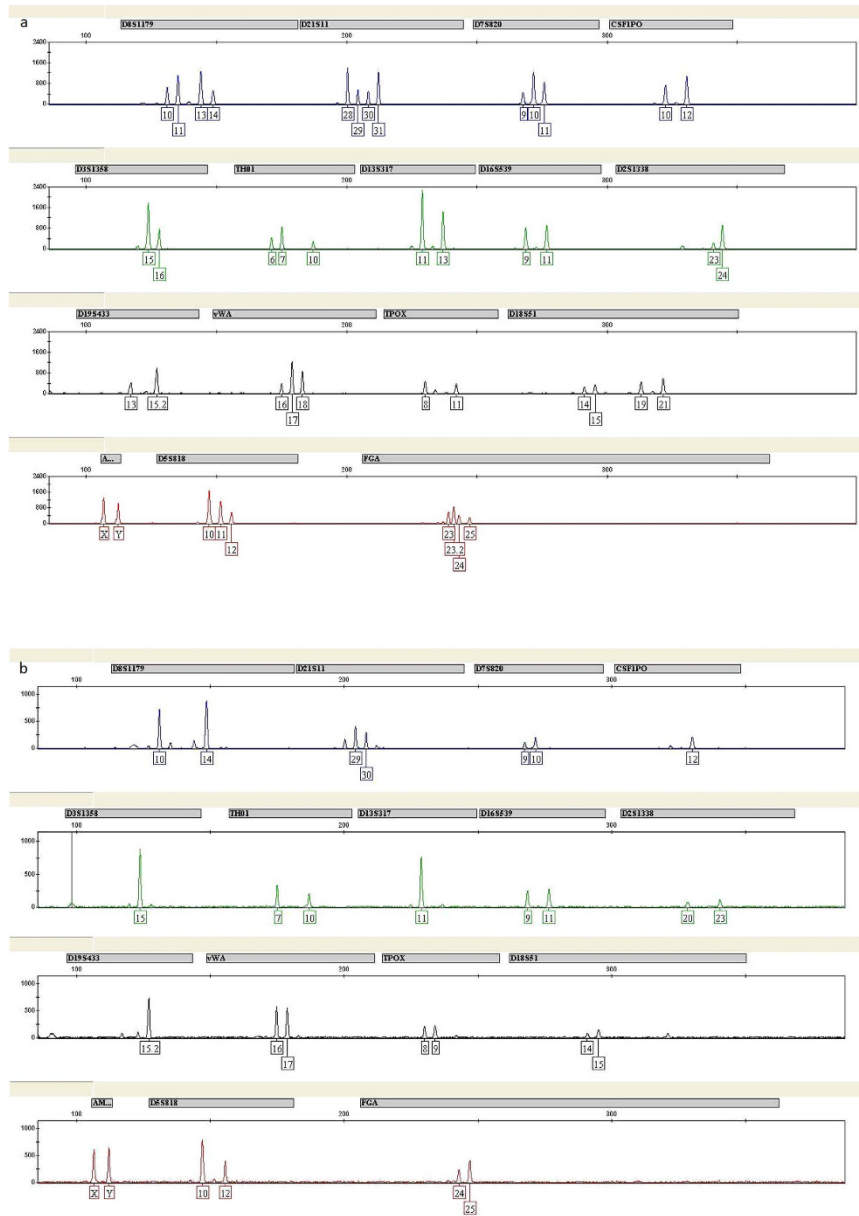 a
D8S1179 D21S11 D7S820 CSF1PO
100 200 300
2400
1600
800
0
10 13 14 28 30 9 10 10 12
11 29 31 11
D3S1358 TH01 D13S317 D16S539 D2S1338
100 200 300
2400
1600
800
0
15 6 7 10 11 13 9 11 23
16 24
D19S433 vWA TPOX D18S51
100 200 300
2400
1600
800
0
13 15.2 16 18 8 11 14 19 21
17 15
A... D5S818 FGA
100 200 300
2400
1600
800
0
X Y 10 11 23 25
12 23.2
24
b
D8S1179 D21S11 D7S820 CSF1PO
100 200 300
1000
500
0
10 14 29 9 10 12
30
D3S1358 TH01 D13S317 D16S539 D2S1338
100 200 300
1000
500
0
15 7 10 11 9 11 20 23
D19S433 vWA TPOX D18S51
100 200 300
1000
500
0
15.2 16 8 9 14
17 15
AM... D5S818 FGA
100 200 300
1000
500
0
X Y 10 12 24
25